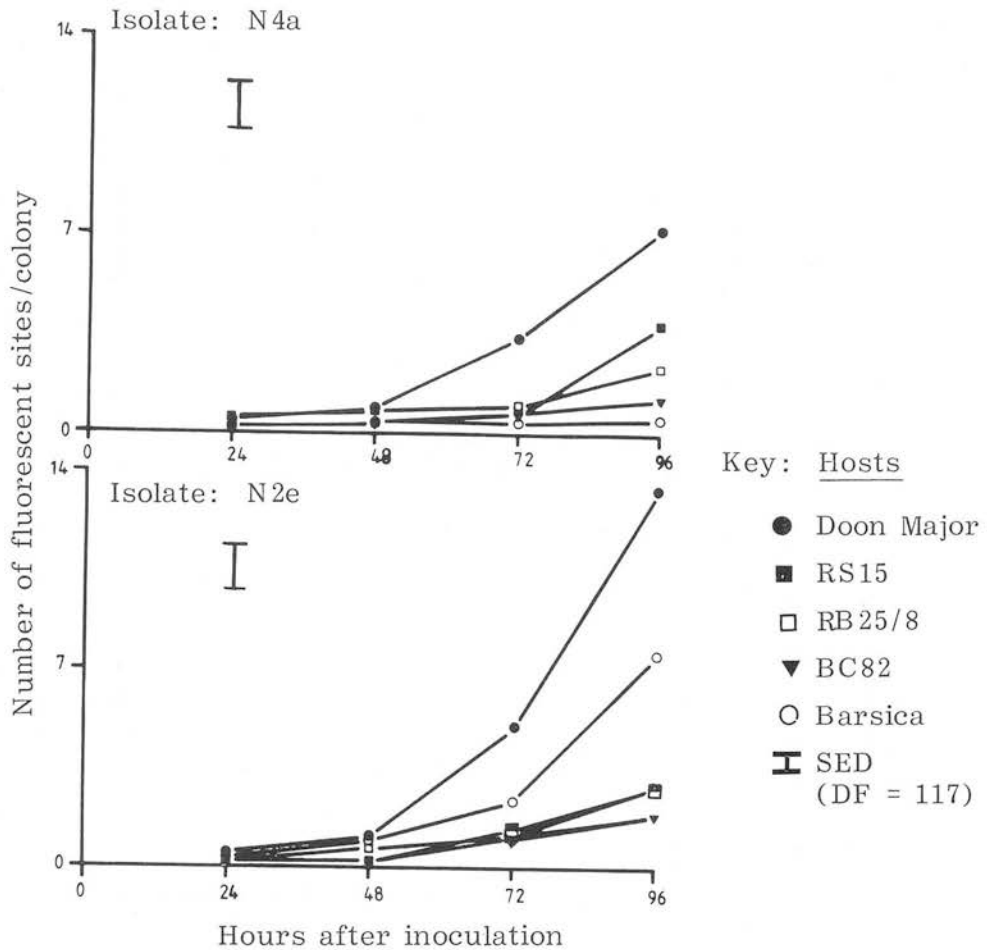 Isolate: N4a
14
7
0
0
24
48
72
96
Number of fluorescent sites/colony
Isolate: N2e
14
7
0
0
24
48
72
96
Hours after inoculation
Key: Hosts
Doon Major
RS15
RB25/8
BC82
Barsica
SED
(DF = 117)